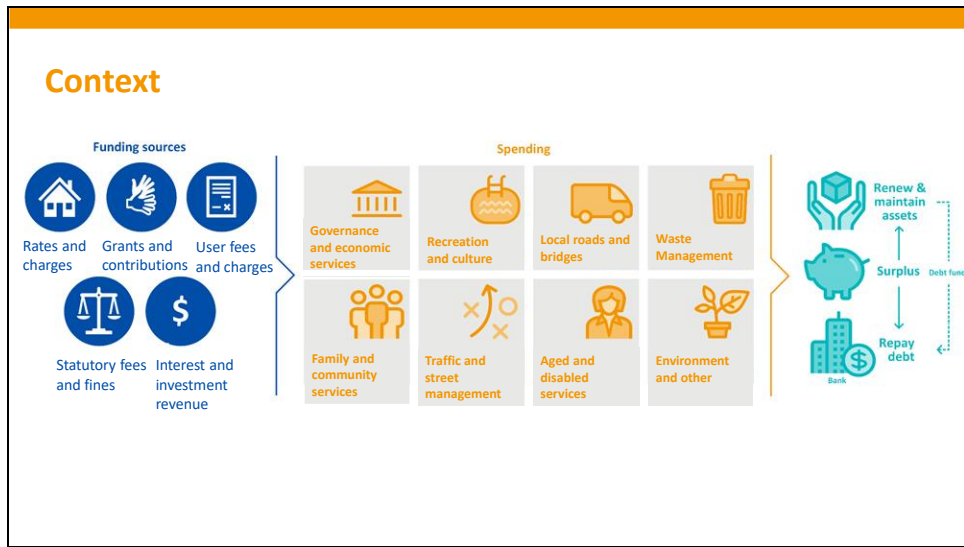 Context
Funding sources
Rates and
charges
Grants and
contributions
User fees
and charges
Statutory fees
and fines
Interest and
investment
revenue
$
Spending
Governance
and economic
services
Recreation
and culture
Local roads and
bridges
Waste
Management
Family and
community
services
Traffic and
street
management
Aged and
disabled
services
Environment
and other
Renew &
maintain
assets
Surplus
Debt fund
Repay
debt
$
Bank